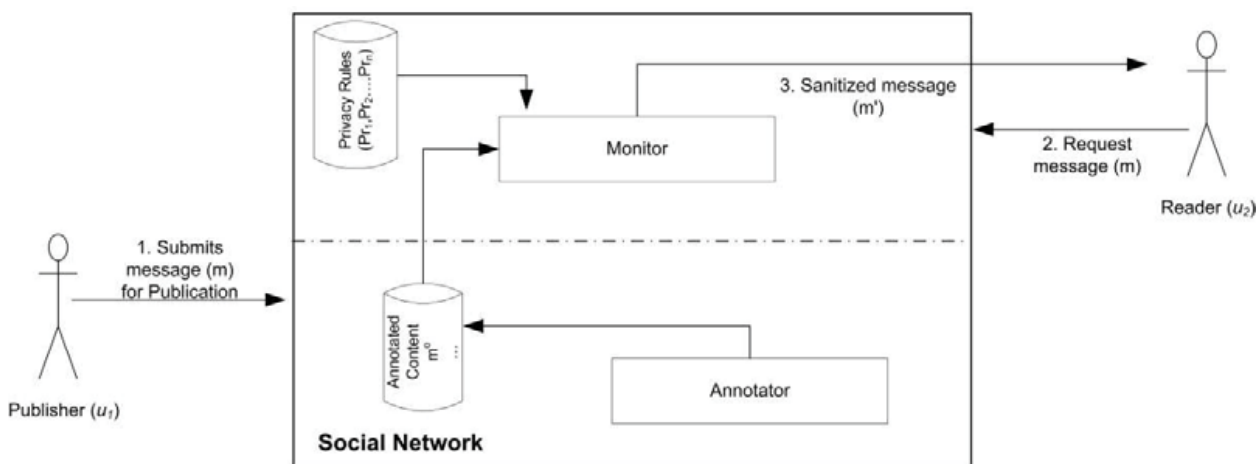 Privacy Rules
(Pr₁,Pr₂....Prₙ)
Monitor
3. Sanitized message
(m')
2. Request
message (m)
Reader (u₂)
1. Submits
message (m)
for Publication
Publisher (u₁)
Annotated
Content
mᵒ
...
Annotator
Social Network